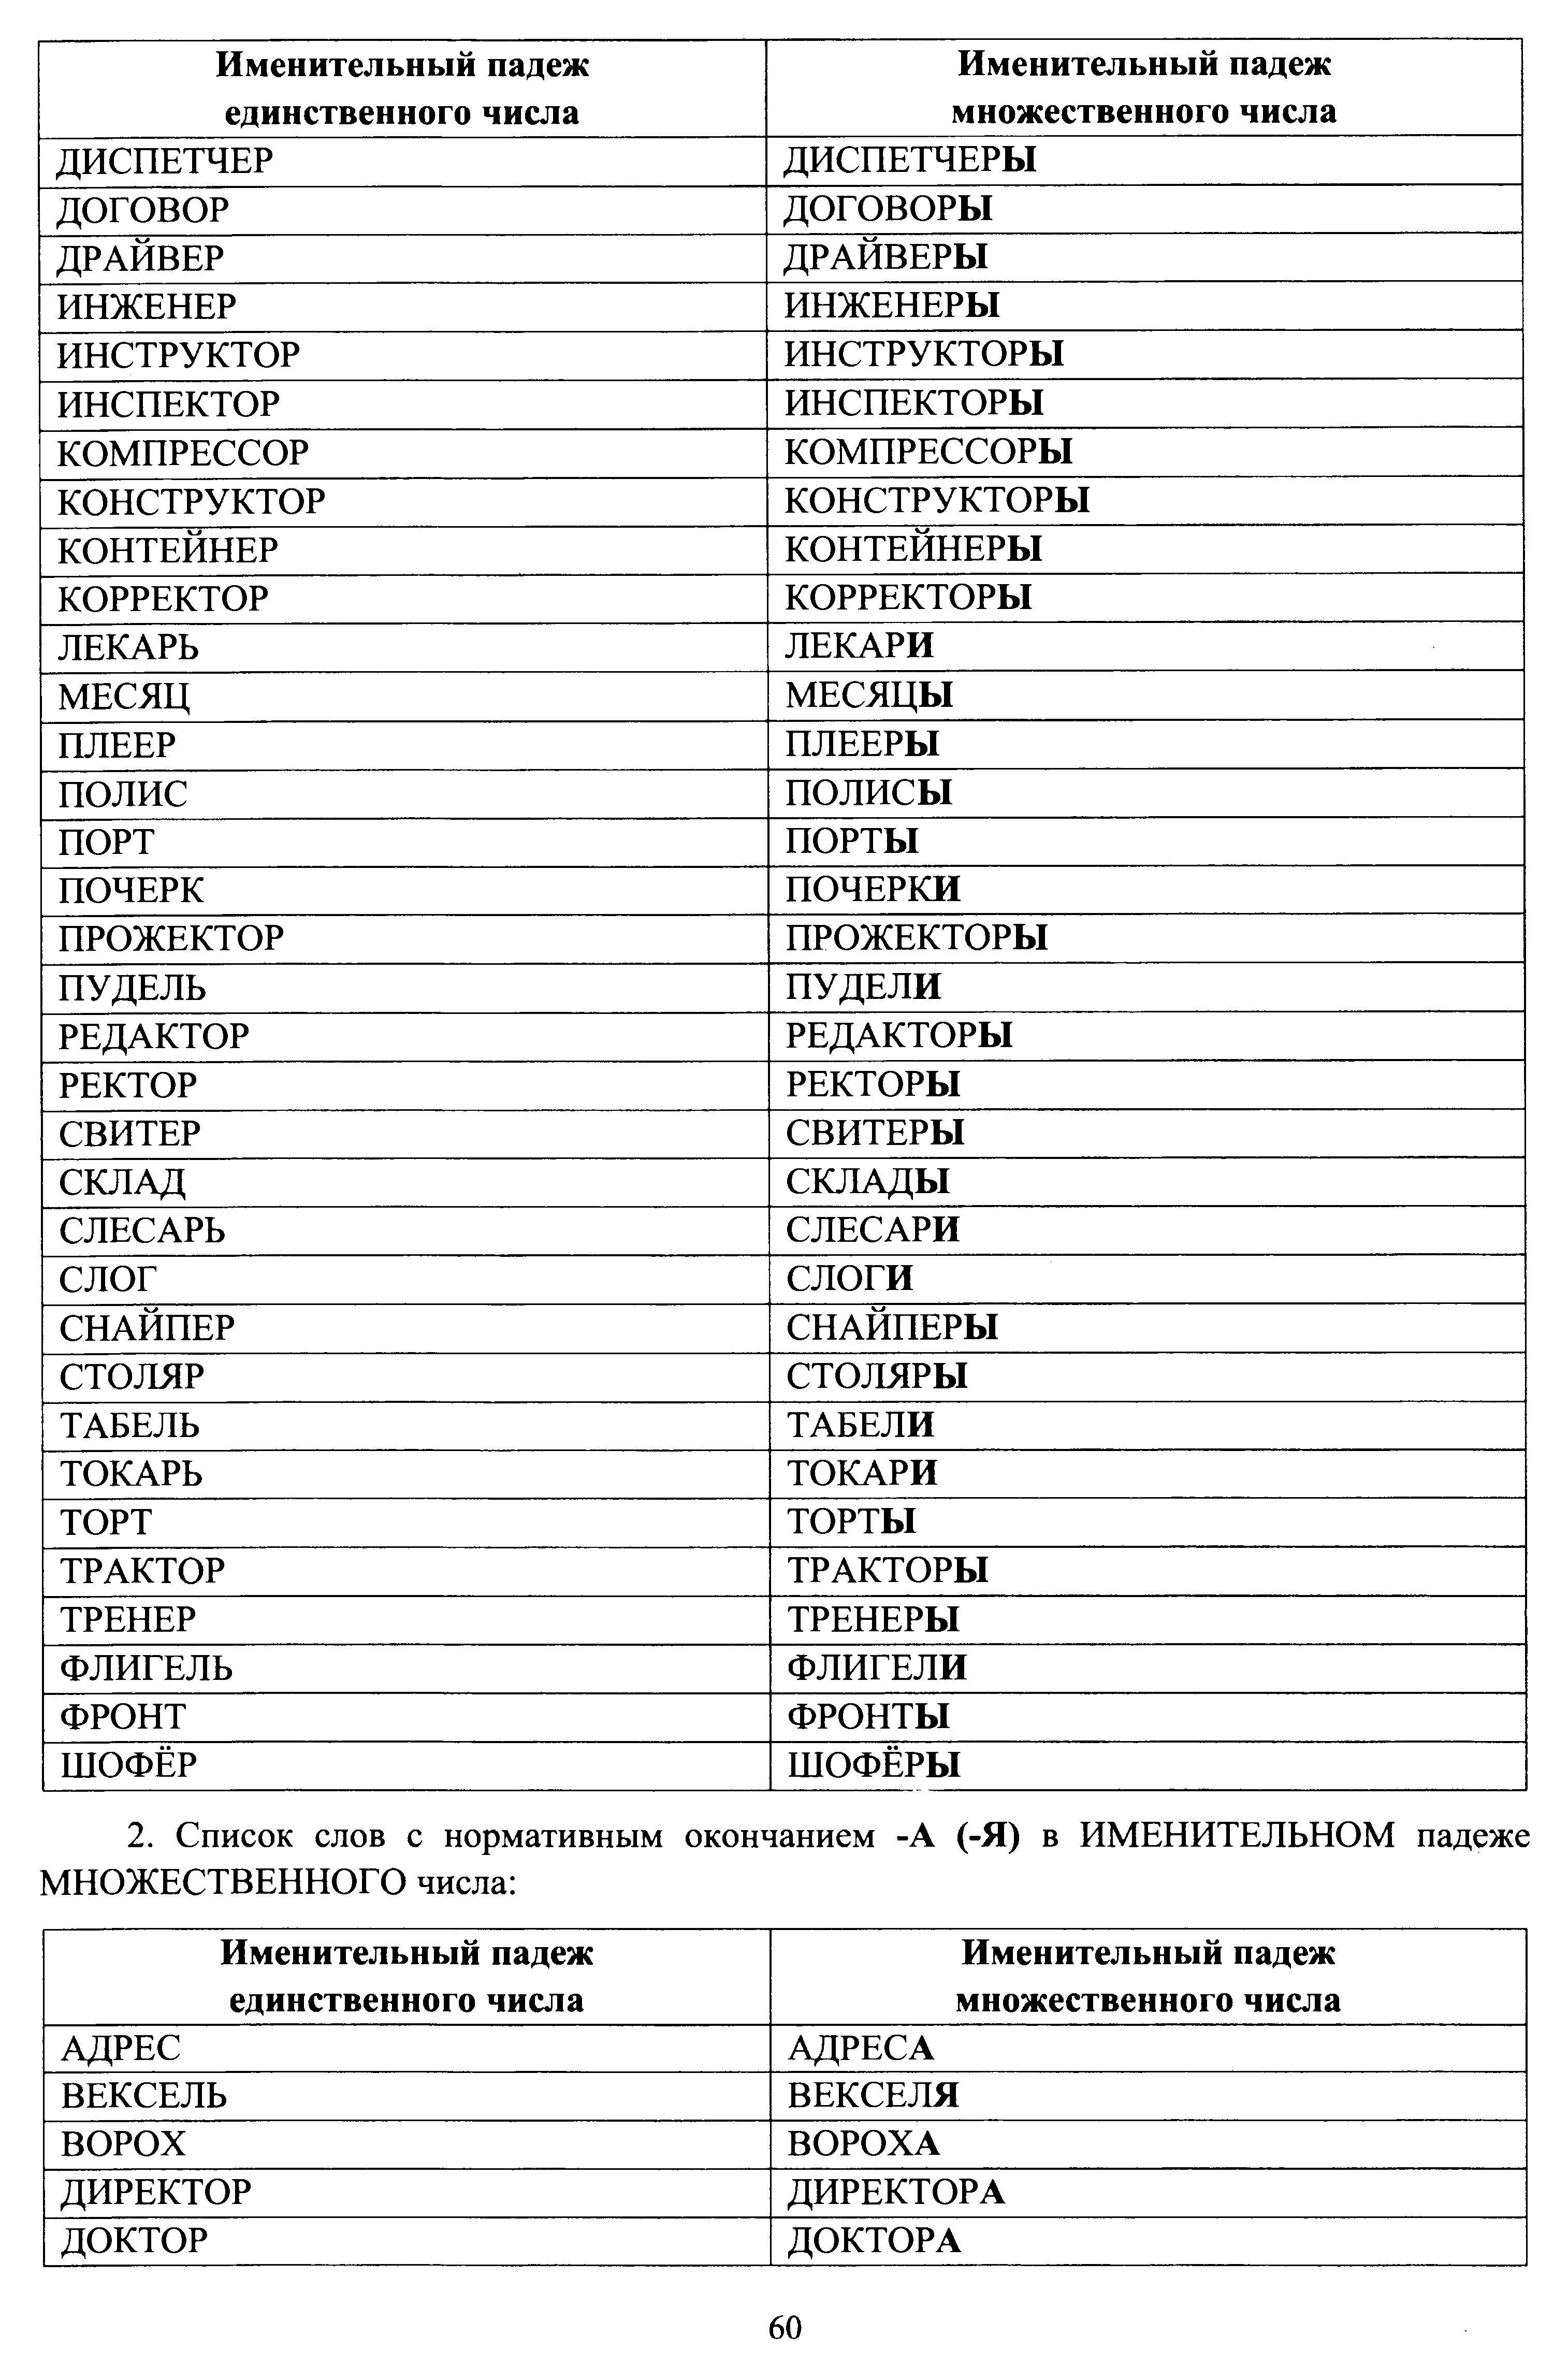 Именительный падеж Именительный падеж
единственного числа множественного числа
ДИСПЕТЧЕР ДИСПЕТЧЕРЫ
ДОГОВОР ДОГОВОРЫ
ДРАЙВЕР ДРАЙВЕРЫ
ИНЖЕНЕР ИНЖЕНЕРЫ
ИНСТРУКТОР ИНСТРУКТОРЫ
ИНСПЕКТОР ИНСПЕКТОРЫ
КОМПРЕССОР КОМПРЕССОРЫ
КОНСТРУКТОР КОНСТРУКТОРЫ
КОНТЕЙНЕР КОНТЕЙНЕРЫ
КОРРЕКТОР КОРРЕКТОРЫ
ЛЕКАРЬ ЛЕКАРИ
МЕСЯЦ МЕСЯЦЫ
ПЛЕЕР ПЛЕЕРЫ
ПОЛИС ПОЛИСЫ
ПОРТ ПОРТЫ
ПОЧЕРК ПОЧЕРКИ
ПРОЖЕКТОР ПРОЖЕКТОРЫ
ПУДЕЛЬ ПУДЕЛИ
РЕДАКТОР РЕДАКТОРЫ
РЕКТОР РЕКТОРЫ
СВИТЕР СВИТЕРЫ
СКЛАД СКЛАДЫ
СЛЕСАРЬ СЛЕСАРИ
СЛОГ СЛОГИ
СНАЙПЕР СНАЙПЕРЫ
СТОЛЯР СТОЛЯРЫ
ТАБЕЛЬ ТАБЕЛИ
ТОКАРЬ ТОКАРИ
ТОРТ ТОРТЫ
ТРАКТОР ТРАКТОРЫ
ТРЕНЕР ТРЕНЕРЫ
ФЛИГЕЛЬ ФЛИГЕЛИ
ФРОНТ ФРОНТЫ
ШОФЁР ШОФЁРЫ
2. Список слов с нормативным окончанием -А (-Я) в ИМЕНИТЕЛЬНОМ падеже
МНОЖЕСТВЕННОГО числа:
Именительный падеж Именительный падеж
единственного числа множественного числа
АДРЕС АДРЕСА
ВЕКСЕЛЬ ВЕКСЕЛЯ
ВОРОХ ВОРОХА
ДИРЕКТОР ДИРЕКТОРА
ДОКТОР ДОКТОРА
60